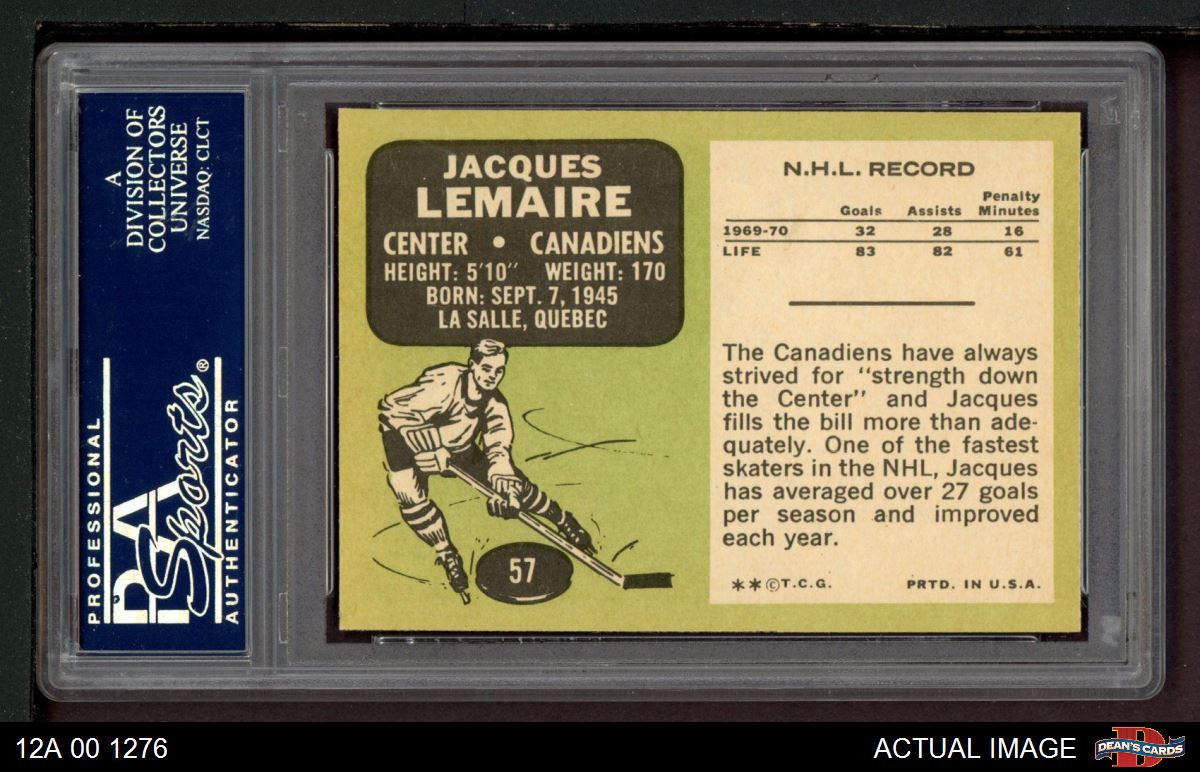 A
DIVISION OF
COLLECTORS
UNIVERSE
NASDAQ: CLCT
PROFESSIONAL
PSA
Sports®
AUTHENTICATOR
JACQUES
LEMAIRE
CENTER • CANADIENS
HEIGHT: 5'10" WEIGHT: 170
BORN: SEPT. 7, 1945
LA SALLE, QUEBEC
57
N.H.L. RECORD
Goals Assists Penalty Minutes
1969-70 32 28 16
LIFE 83 82 61
The Canadiens have always
strived for "strength down
the Center" and Jacques
fills the bill more than ade-
quately. One of the fastest
skaters in the NHL, Jacques
has averaged over 27 goals
per season and improved
each year.
**©T.C.G. PRTD. IN U.S.A.
12A 00 1276
ACTUAL IMAGE
D
DEAN'S CARDS